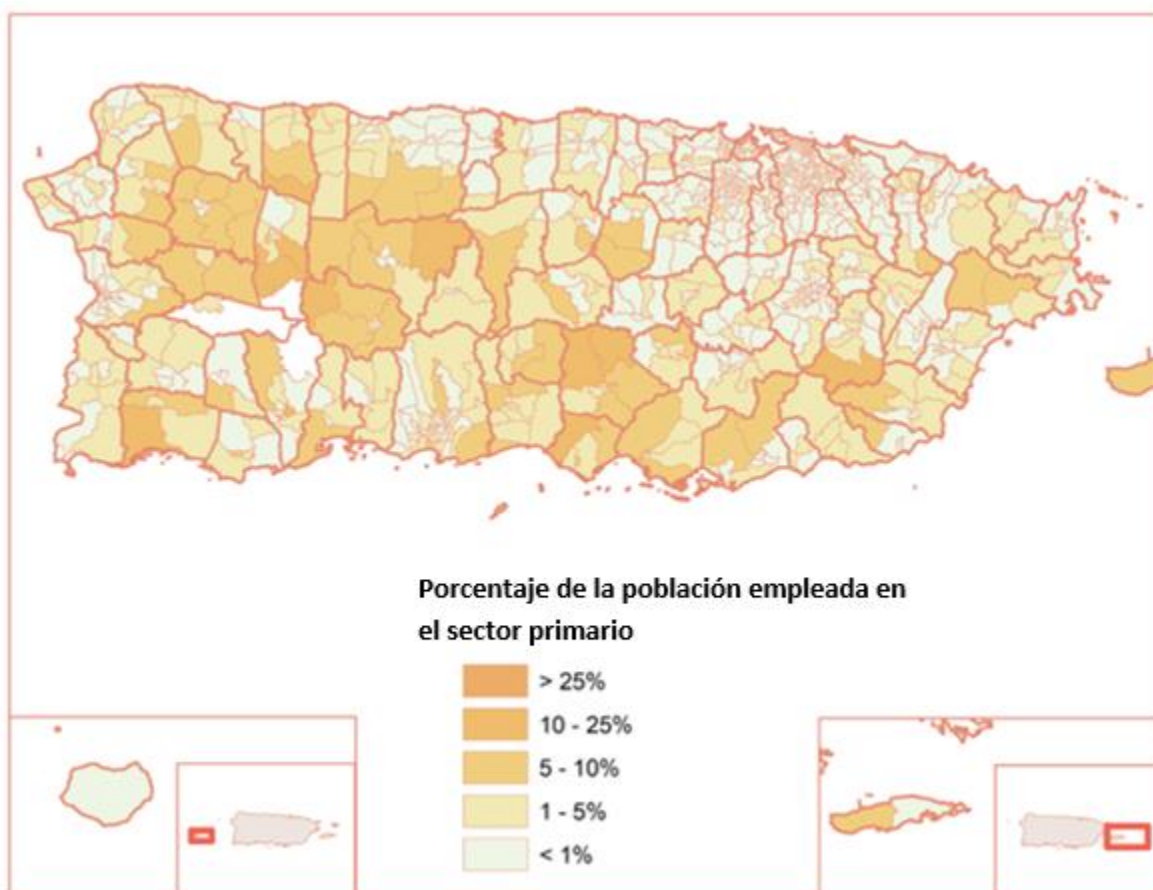 Porcentaje de la población empleada en
el sector primario
> 25%
10 - 25%
5 - 10%
1 - 5%
< 1%